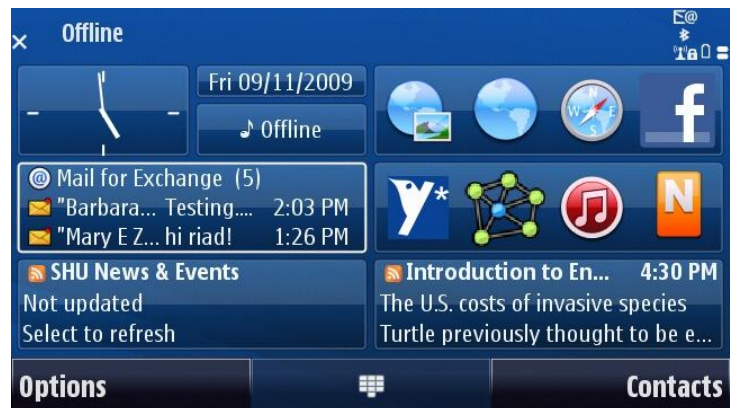 Offline
Fri 09/11/2009
Offline
Mail for Exchange (5)
"Barbara... Testing.... 2:03 PM
"Mary E Z... hi riad! 1:26 PM
SHU News & Events
Not updated
Select to refresh
N
W E
S
f
Y*
N
Introduction to En... 4:30 PM
The U.S. costs of invasive species
Turtle previously thought to be e...
Options
Contacts